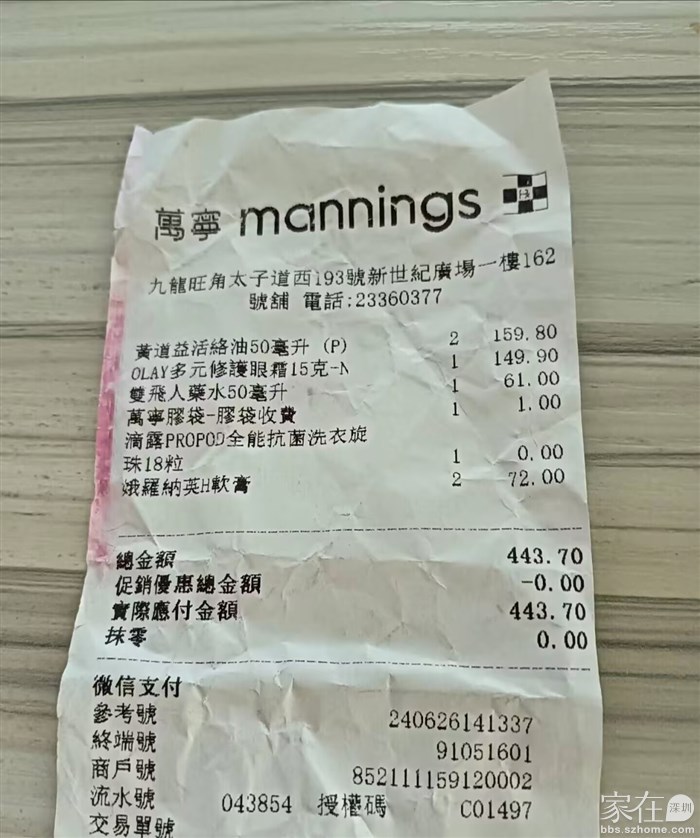 萬寧 mannings
九龍旺角太子道西193號新世紀廣場一樓162
號舖 電話:23360377
黃道益活絡油50毫升 (P) 2 159.80
OLAY多元修護眼霜15克-N 1 149.90
雙飛人藥水50毫升 1 61.00
萬寧膠袋-膠袋收費 1 1.00
滴露PROPOD全能抗菌洗衣旋
珠18粒 1 0.00
娥羅納英H軟膏 2 72.00
總金額 443.70
促銷優惠總金額 -0.00
實際應付金額 443.70
抹零 0.00
微信支付
參考號 240626141337
終端號 91051601
商戶號 852111159120002
流水號 043854 授權碼 C01497
交易單號
家在深圳
bbs.szhome.com